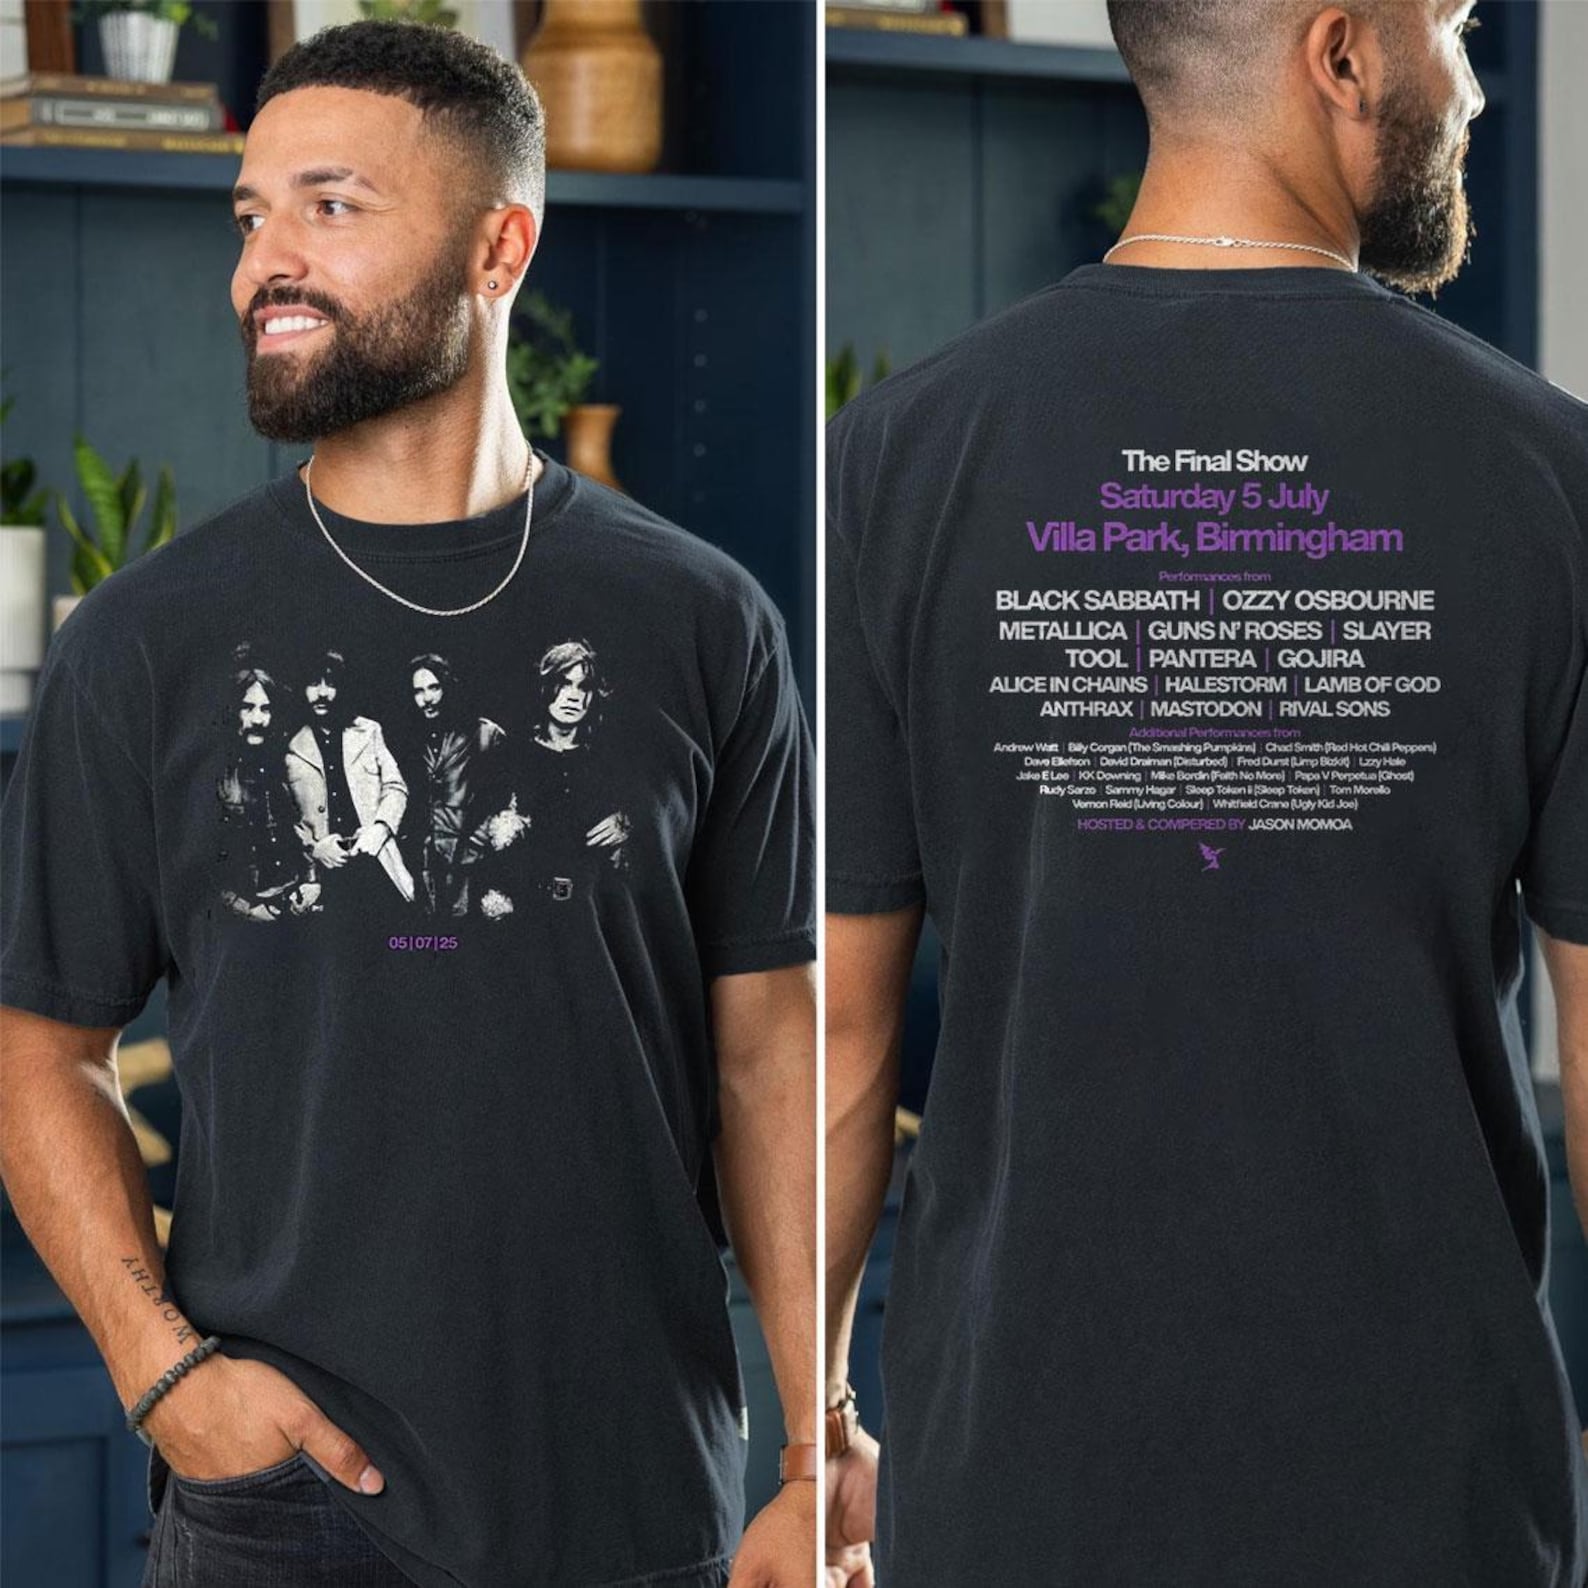 05|07|25
WORTHY
The Final Show
Saturday 5 July
Villa Park, Birmingham
Performances from
BLACK SABBATH | OZZY OSBOURNE
METALLICA | GUNS N' ROSES | SLAYER
TOOL | PANTERA | GOJIRA
ALICE IN CHAINS | HALESTORM | LAMB OF GOD
ANTHRAX | MASTODON | RIVAL SONS
Additional Performances from
Andrew Watt | Billy Corgan (The Smashing Pumpkins) | Chad Smith (Red Hot Chili Peppers)
Dave Ellefson | David Draiman (Disturbed) | Fred Durst (Limp Bizkit) | Lzzy Hale
Jake E Lee | KK Downing | Mike Bordin (Faith No More) | Papa V Perpetua (Ghost)
Rudy Sarzo | Sammy Hagar | Sleep Token ii (Sleep Token) | Tom Morello
Vernon Reid (Living Colour) | Whitfield Crane (Ugly Kid Joe)
HOSTED & COMPERED BY JASON MOMOA